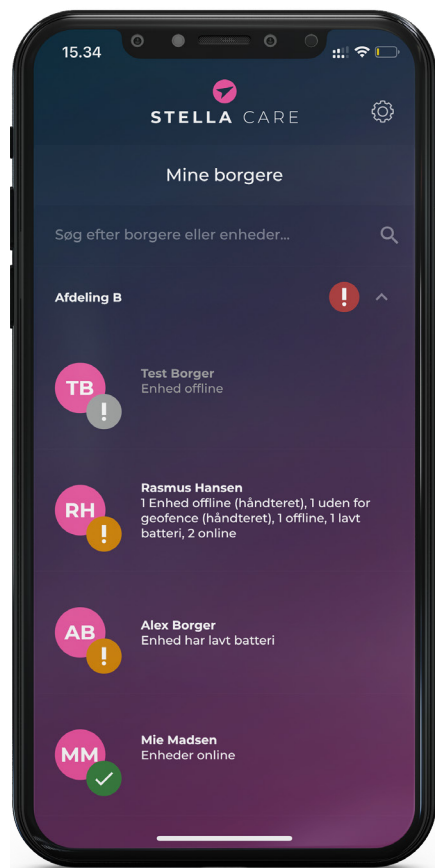 15.34
STELLA CARE
Mine borgere
Søg efter borgere eller enheder...
Afdeling B
TB
Test Borger
Enhed offline
RH
Rasmus Hansen
1 Enhed offline (håndteret), 1 uden for
geofence (håndteret), 1 offline, 1 lavt
batteri, 2 online
AB
Alex Borger
Enhed har lavt batteri
MM
Mie Madsen
Enheder online